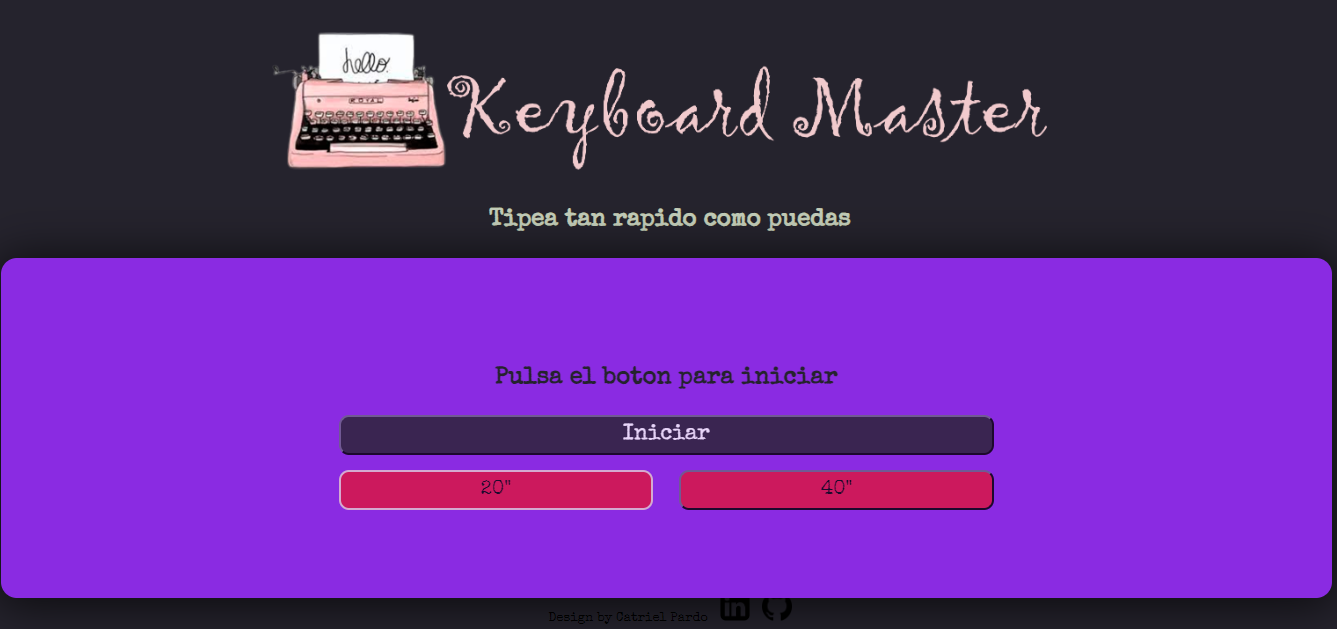 hello.
ROYAL
Keyboard Master
Tipea tan rapido como puedas
Pulsa el boton para iniciar
Iniciar
20" 40"
Design by Catriel Pardo in